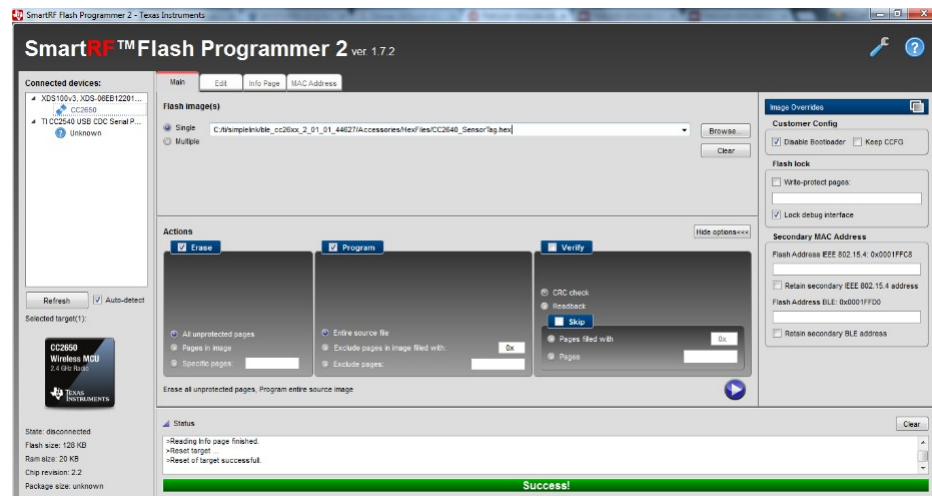 SmartRF Flash Programmer 2 - Texas Instruments
SmartRF™Flash Programmer 2 ver 1.7.2
Connected devices:
XDS100v3, XDS-06EB12201...
CC2650
TI CC2540 USB CDC Serial P...
Unknown
Refresh
Auto-detect
Selected target(1):
CC2650
Wireless MCU
2.4 GHz Radio
TEXAS
INSTRUMENTS
State: disconnected
Flash size: 128 KB
Ram size: 20 KB
Chip revision: 2.2
Package size: unknown
Main Edit Info Page MAC Address
Flash image(s)
Single C:/ti/simplelink/ble_cc26xx_2_01_01_44627/Accessories/HexFiles/CC2640_SensorTag.hex Browse...
Multiple
Clear
Actions
Hide options<<<
Erase
All unprotected pages
Pages in image
Specific pages:
Program
Entire source file
Exclude pages in image filled with: 0x
Exclude pages:
Verify
CRC check
Readback
Skip
Pages filled with 0x
Pages
Erase all unprotected pages, Program entire source image
Status
Clear
>Reading info page finished.
>Reset target ...
>Reset of target successfull.
Success!
Image Overrides
Customer Config
Disable Bootloader Keep CCFG
Flash lock
Write-protect pages:
Lock debug interface
Secondary MAC Address
Flash Address IEEE 802.15.4: 0x0001FFC8
Retain secondary IEEE 802.15.4 address
Flash Address BLE: 0x0001FFD0
Retain secondary BLE address